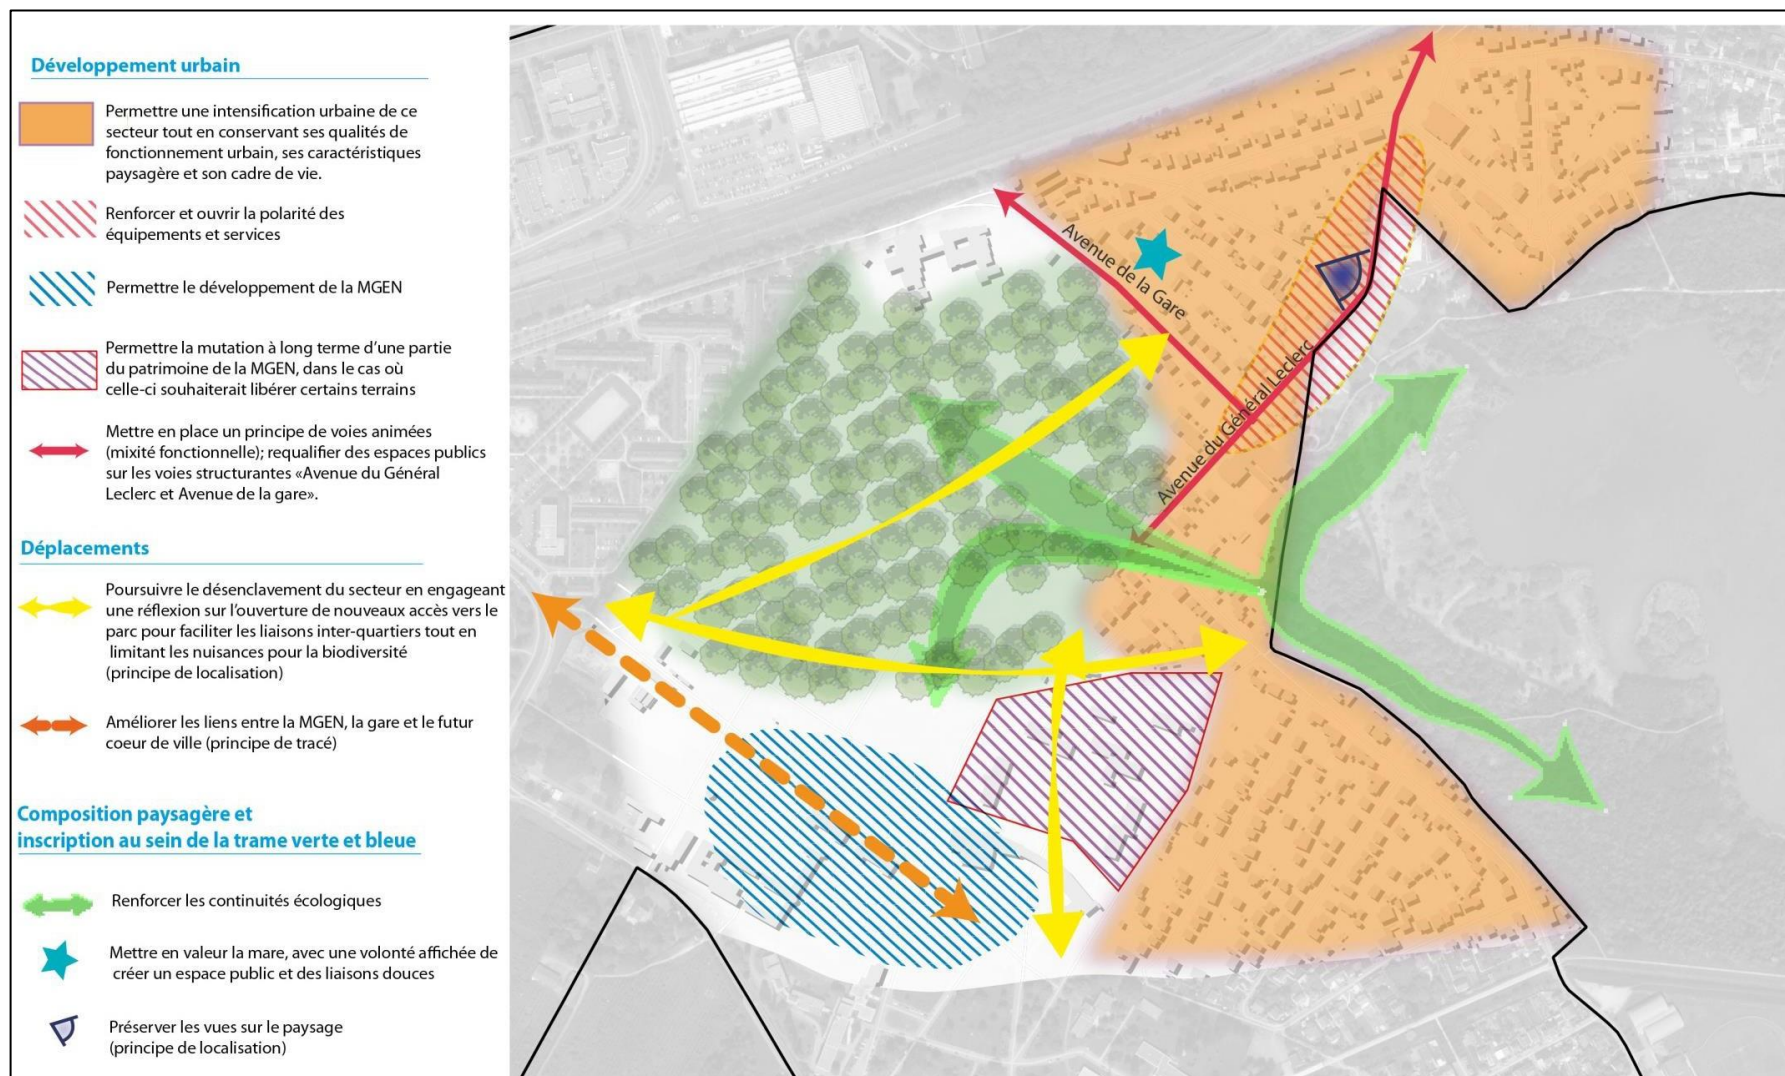 Développement urbain
Permettre une intensification urbaine de ce
secteur tout en conservant ses qualités de
fonctionnement urbain, ses caractéristiques
paysagère et son cadre de vie.
Renforcer et ouvrir la polarité des
équipements et services
Permettre le développement de la MGEN
Permettre la mutation à long terme d'une partie
du patrimoine de la MGEN, dans le cas où
celle-ci souhaiterait libérer certains terrains
Mettre en place un principe de voies animées
(mixité fonctionnelle); requalifier des espaces publics
sur les voies structurantes «Avenue du Général
Leclerc et Avenue de la gare».
Déplacements
Poursuivre le désenclavement du secteur en engageant
une réflexion sur l'ouverture de nouveaux accès vers le
parc pour faciliter les liaisons inter-quartiers tout en
limitant les nuisances pour la biodiversité
(principe de localisation)
Améliorer les liens entre la MGEN, la gare et le futur
coeur de ville (principe de tracé)
Composition paysagère et
inscription au sein de la trame verte et bleue
Renforcer les continuités écologiques
Mettre en valeur la mare, avec une volonté affichée de
créer un espace public et des liaisons douces
Préserver les vues sur le paysage
(principe de localisation)
Avenue de la Gare
Avenue du Général Leclerc